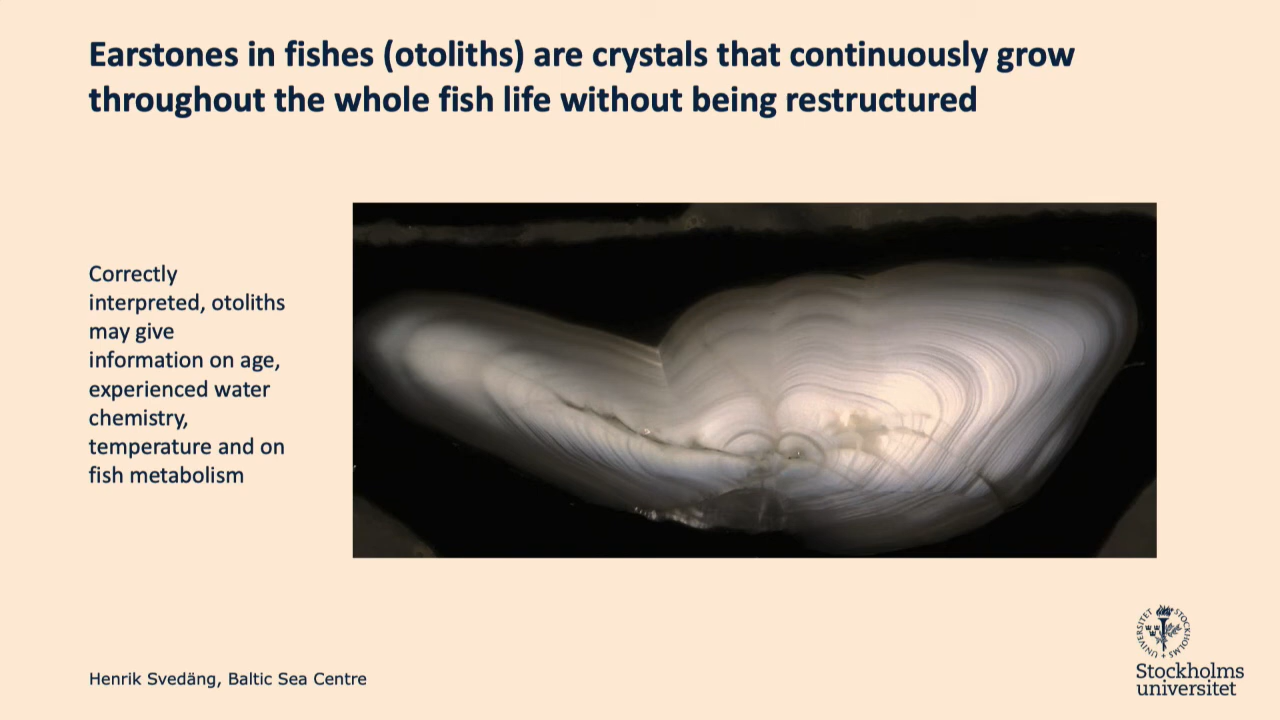 Earstones in fishes (otoliths) are crystals that continuously grow
throughout the whole fish life without being restructured
Correctly
interpreted, otoliths
may give
information on age,
experienced water
chemistry,
temperature and on
fish metabolism
Henrik Svedäng, Baltic Sea Centre
STOCKHOLMS UNIVERSITET
Stockholms
universitet